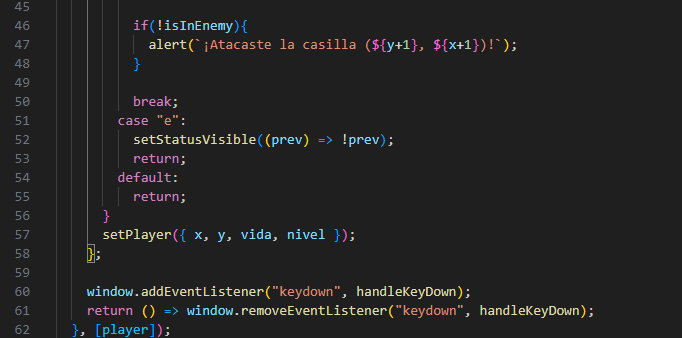 45
46 if(!isInEnemy){
47 alert(`¡Atacaste la casilla (${y+1}, ${x+1})!`);
48 }
49
50 break;
51 case "e":
52 setStatusVisible((prev) => !prev);
53 return;
54 default:
55 return;
56 }
57 setPlayer({ x, y, vida, nivel });
58 };
59
60 window.addEventListener("keydown", handleKeyDown);
61 return () => window.removeEventListener("keydown", handleKeyDown);
62 }, [player]);